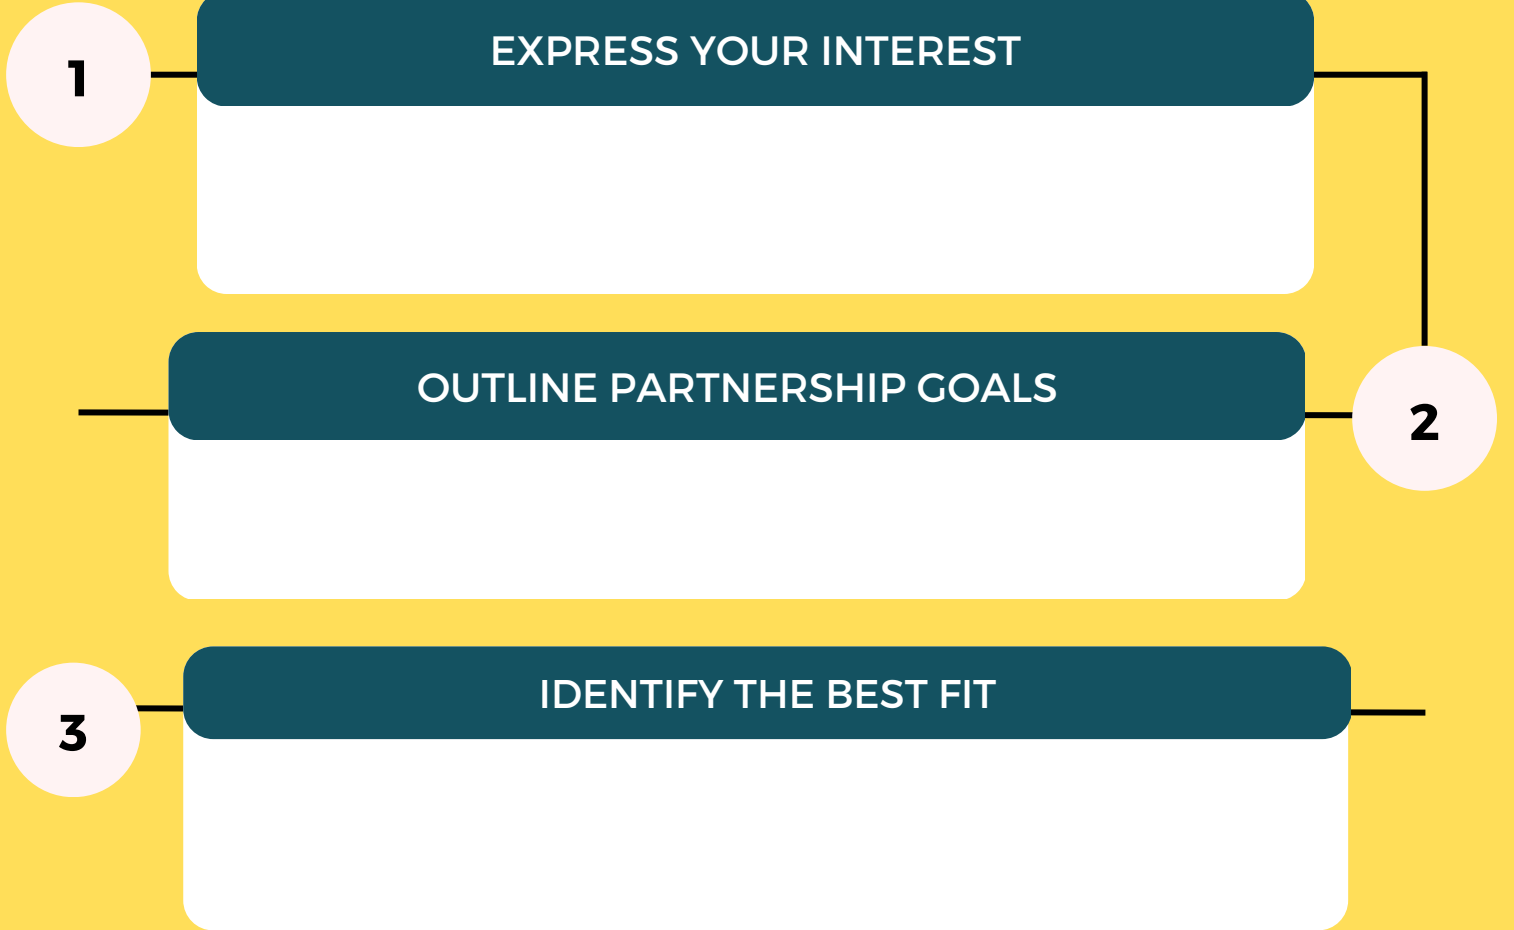 1
EXPRESS YOUR INTEREST
OUTLINE PARTNERSHIP GOALS
2
3
IDENTIFY THE BEST FIT